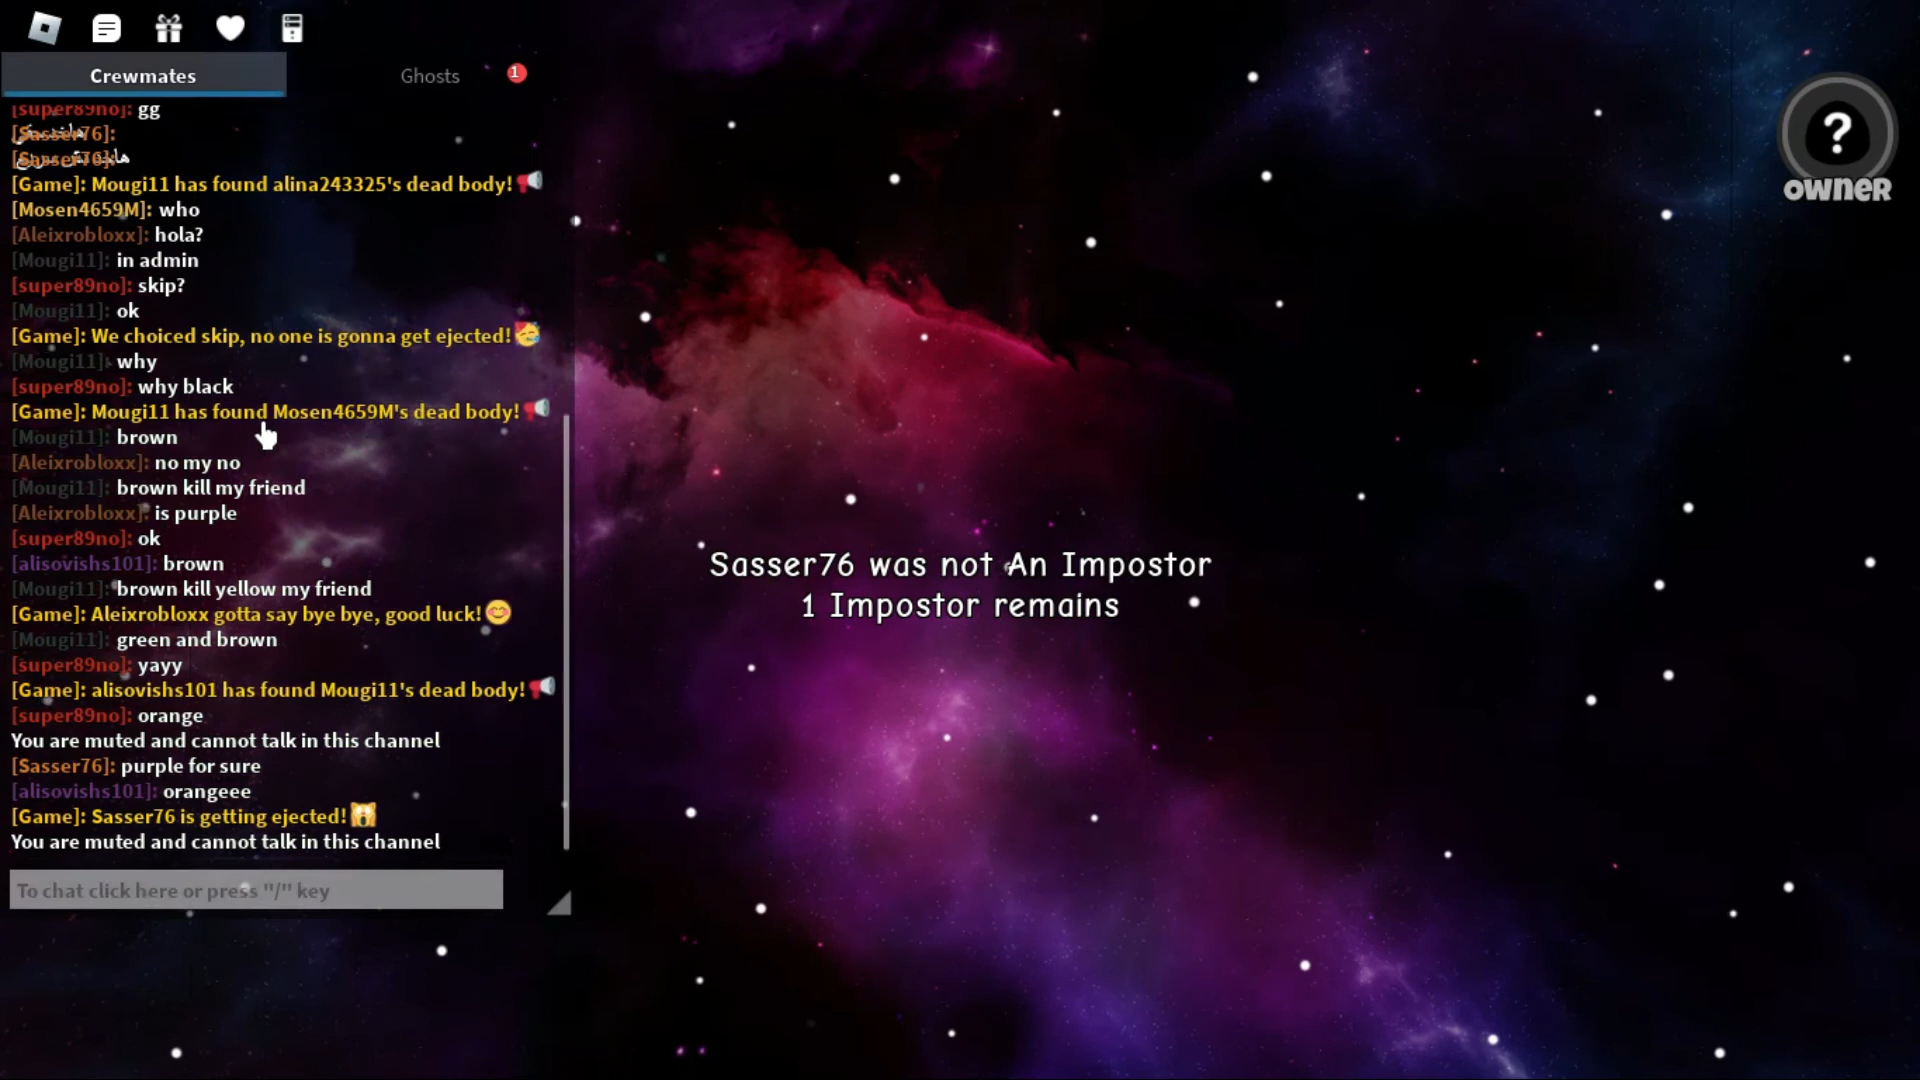 Crewmates
Ghosts
1
[super89no]: gg
[Sasser76]:
[Sasser76]:
[Game]: Mougi11 has found alina243325's dead body!
[Mosen4659M]: who
[Aleixrobloxx]: hola?
[Mougi11]: in admin
[super89no]: skip?
[Mougi11]: ok
[Game]: We choiced skip, no one is gonna get ejected!
[Mougi11]: why
[super89no]: why black
[Game]: Mougi11 has found Mosen4659M's dead body!
[Mougi11]: brown
[Aleixrobloxx]: no my no
[Mougi11]: brown kill my friend
[Aleixrobloxx]: is purple
[super89no]: ok
[alisovishs101]: brown
[Mougi11]: brown kill yellow my friend
[Game]: Aleixrobloxx gotta say bye bye, good luck!
[Mougi11]: green and brown
[super89no]: yayy
[Game]: alisovishs101 has found Mougi11's dead body!
[super89no]: orange
You are muted and cannot talk in this channel
[Sasser76]: purple for sure
[alisovishs101]: orangeee
[Game]: Sasser76 is getting ejected!
You are muted and cannot talk in this channel
To chat click here or press "/" key
Sasser76 was not An Impostor
1 Impostor remains
?
OWNER